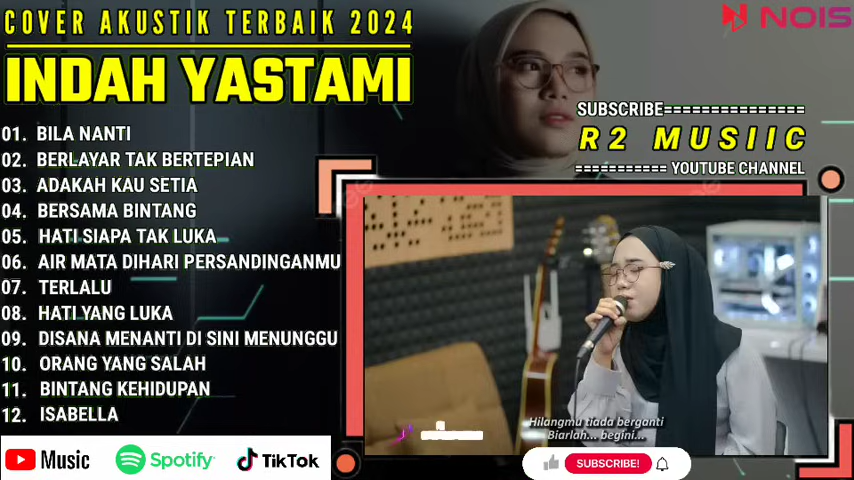 COVER AKUSTIK TERBAIK 2024
INDAH YASTAMI
NOIS
SUBSCRIBE===============
R2 MUSIIC
=========== YOUTUBE CHANNEL
01. BILA NANTI
02. BERLAYAR TAK BERTEPIAN
03. ADAKAH KAU SETIA
04. BERSAMA BINTANG
05. HATI SIAPA TAK LUKA
06. AIR MATA DIHARI PERSANDINGANMU
07. TERLALU
08. HATI YANG LUKA
09. DISANA MENANTI DI SINI MENUNGGU
10. ORANG YANG SALAH
11. BINTANG KEHIDUPAN
12. ISABELLA
Hilangmu tiada berganti
Biarlah... begini...
Music
Spotify
TikTok
SUBSCRIBE!